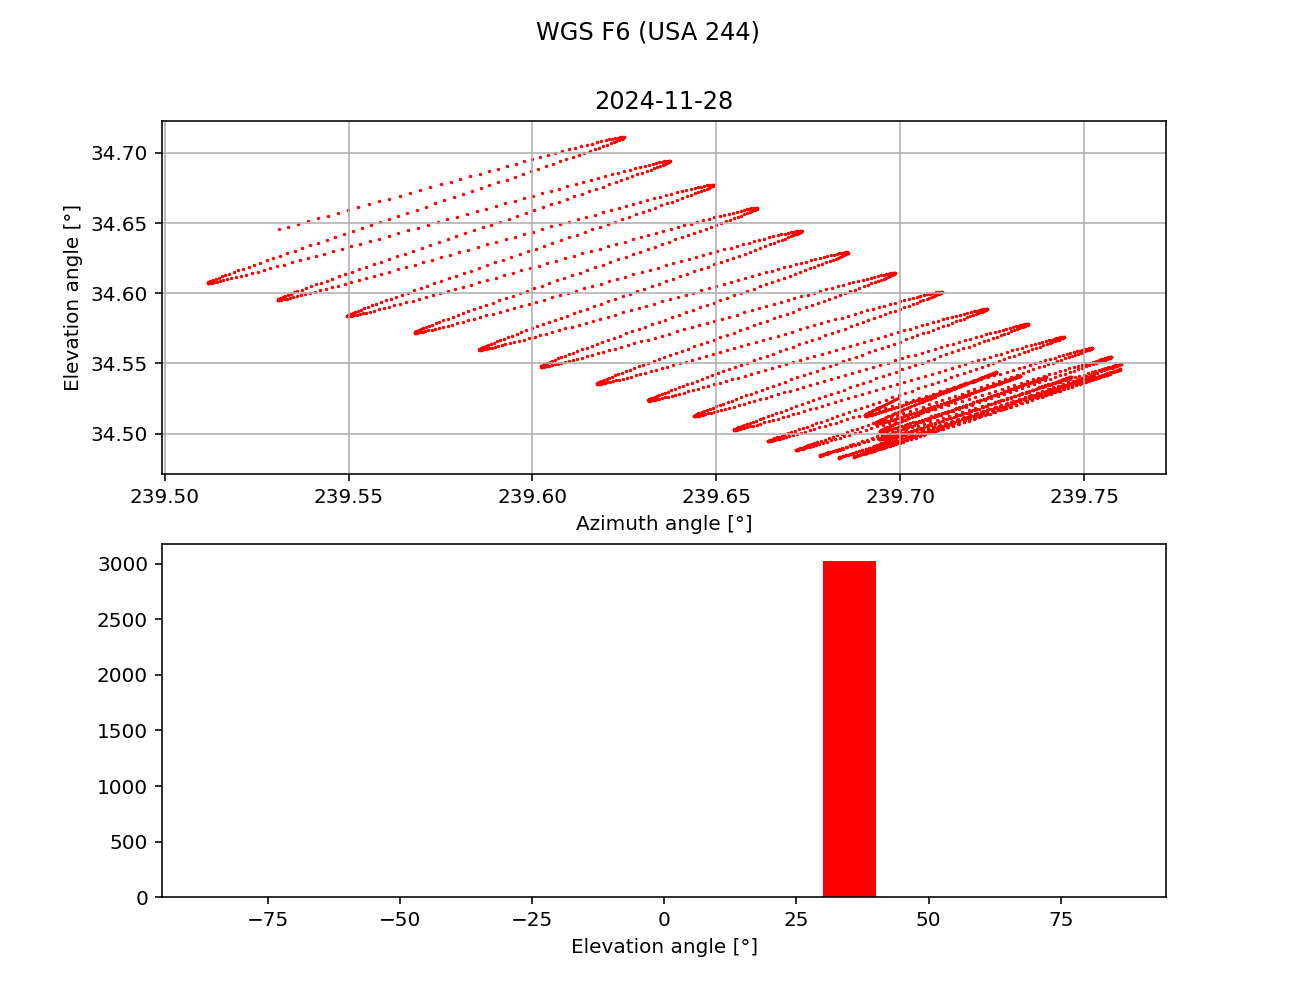 WGS F6 (USA 244)
2024-11-28
Elevation angle [°]
34.70
34.65
34.60
34.55
34.50
239.50 239.55 239.60 239.65 239.70 239.75
Azimuth angle [°]
3000
2500
2000
1500
1000
500
0
−75 −50 −25 0 25 50 75
Elevation angle [°]